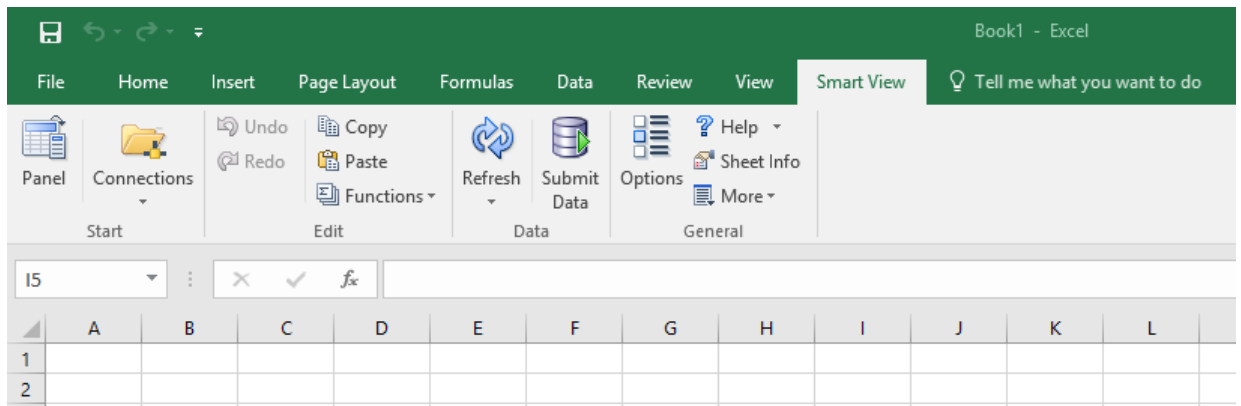 Book1 - Excel
File Home Insert Page Layout Formulas Data Review View Smart View Tell me what you want to do
Undo Copy Help
Redo Paste Sheet Info
Panel Connections Functions Refresh Submit Data Options More
Start Edit Data General
I5 fx
A B C D E F G H I J K L
1
2